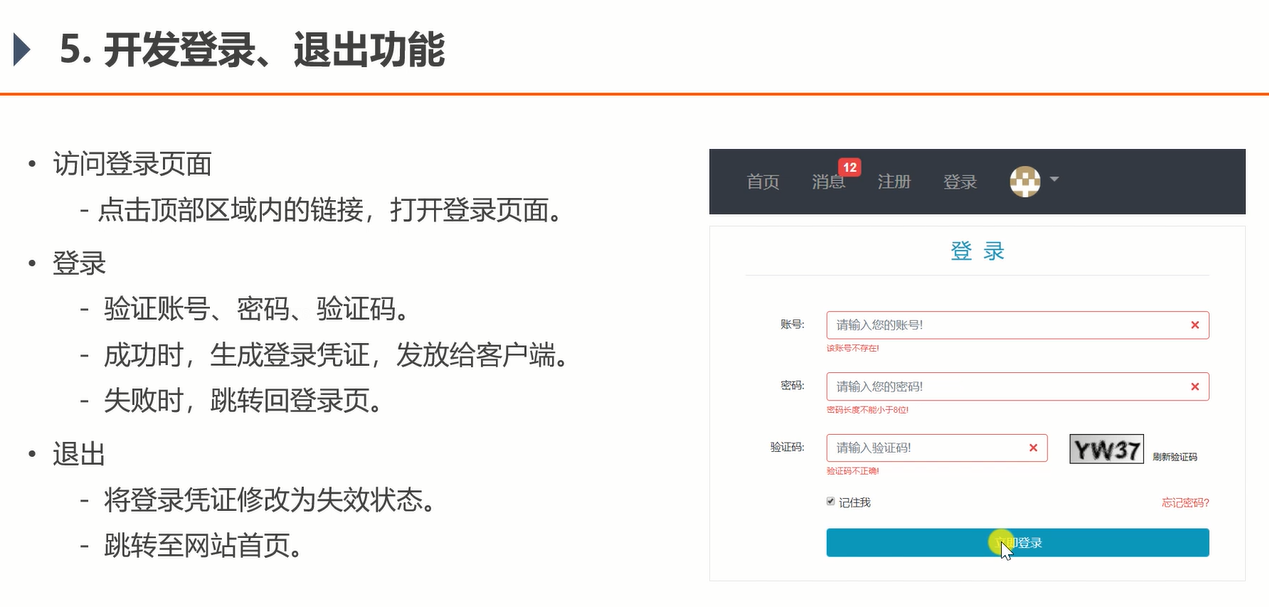 5. 开发登录、退出功能
• 访问登录页面
- 点击顶部区域内的链接，打开登录页面。
• 登录
- 验证账号、密码、验证码。
- 成功时，生成登录凭证，发放给客户端。
- 失败时，跳转回登录页。
• 退出
- 将登录凭证修改为失效状态。
- 跳转至网站首页。
首页 消息 12 注册 登录
登 录
账号: 请输入您的账号!
该账号不存在!
密码: 请输入您的密码!
密码长度不能小于8位!
验证码: 请输入验证码! YW37 刷新验证码
验证码不正确!
记住我 忘记密码?
登录